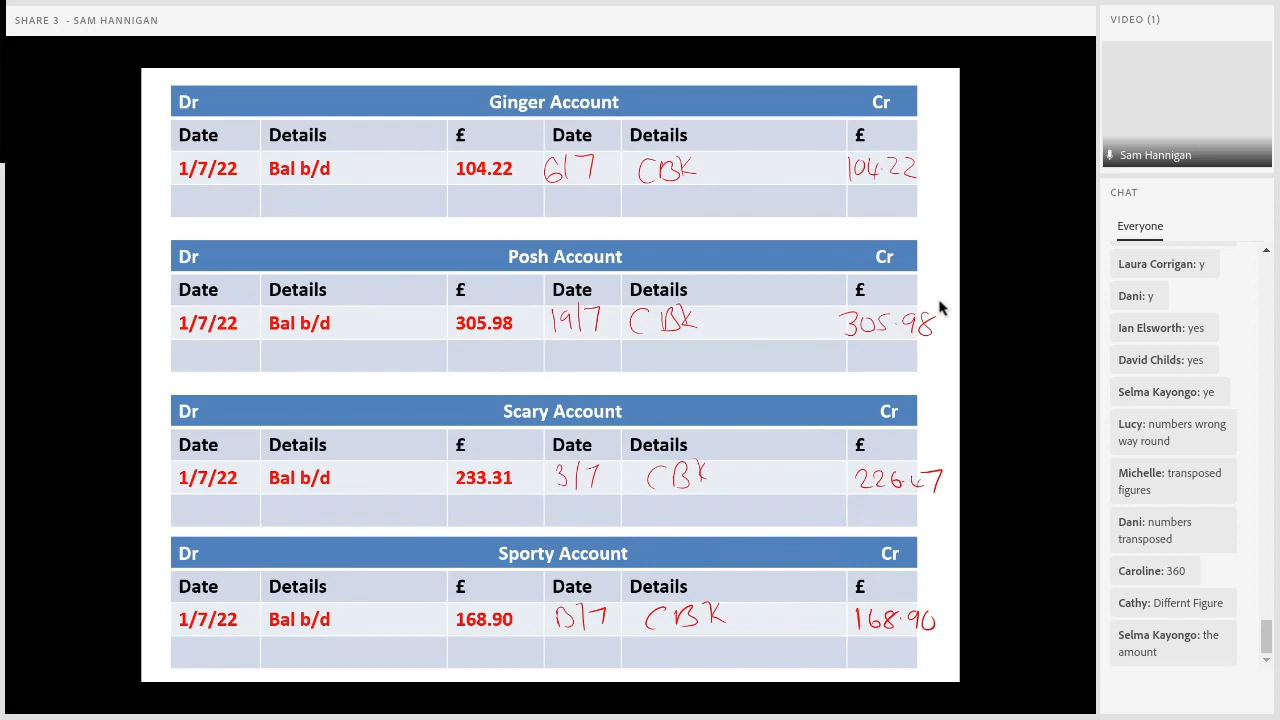 SHARE 3 - SAM HANNIGAN
Dr Ginger Account Cr
Date Details £ Date Details £
1/7/22 Bal b/d 104.22 6/7 CBK 104.22
Dr Posh Account Cr
Date Details £ Date Details £
1/7/22 Bal b/d 305.98 19/7 CBK 305.98
Dr Scary Account Cr
Date Details £ Date Details £
1/7/22 Bal b/d 233.31 3/7 CBK 226.47
Dr Sporty Account Cr
Date Details £ Date Details £
1/7/22 Bal b/d 168.90 13/7 CBK 168.90
VIDEO (1)
Sam Hannigan
CHAT
Everyone
Laura Corrigan: y
Dani: y
Ian Elsworth: yes
David Childs: yes
Selma Kayongo: ye
Lucy: numbers wrong
way round
Michelle: transposed
figures
Dani: numbers
transposed
Caroline: 360
Cathy: Differnt Figure
Selma Kayongo: the
amount